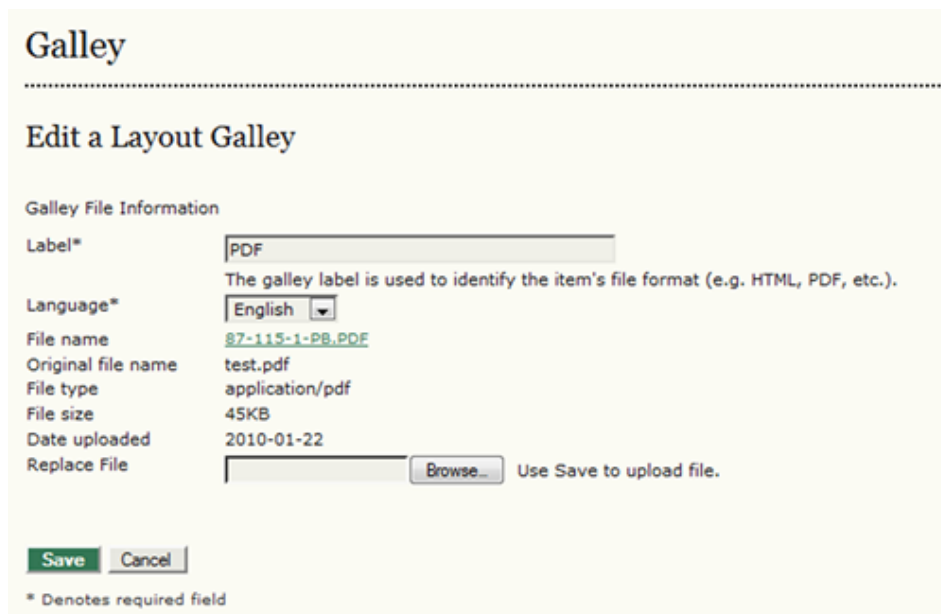 Galley
Edit a Layout Galley
Galley File Information
Label* PDF
The galley label is used to identify the item's file format (e.g. HTML, PDF, etc.).
Language* English
File name 87-115-1-PB.PDF
Original file name test.pdf
File type application/pdf
File size 45KB
Date uploaded 2010-01-22
Replace File Browse... Use Save to upload file.
Save Cancel
* Denotes required field